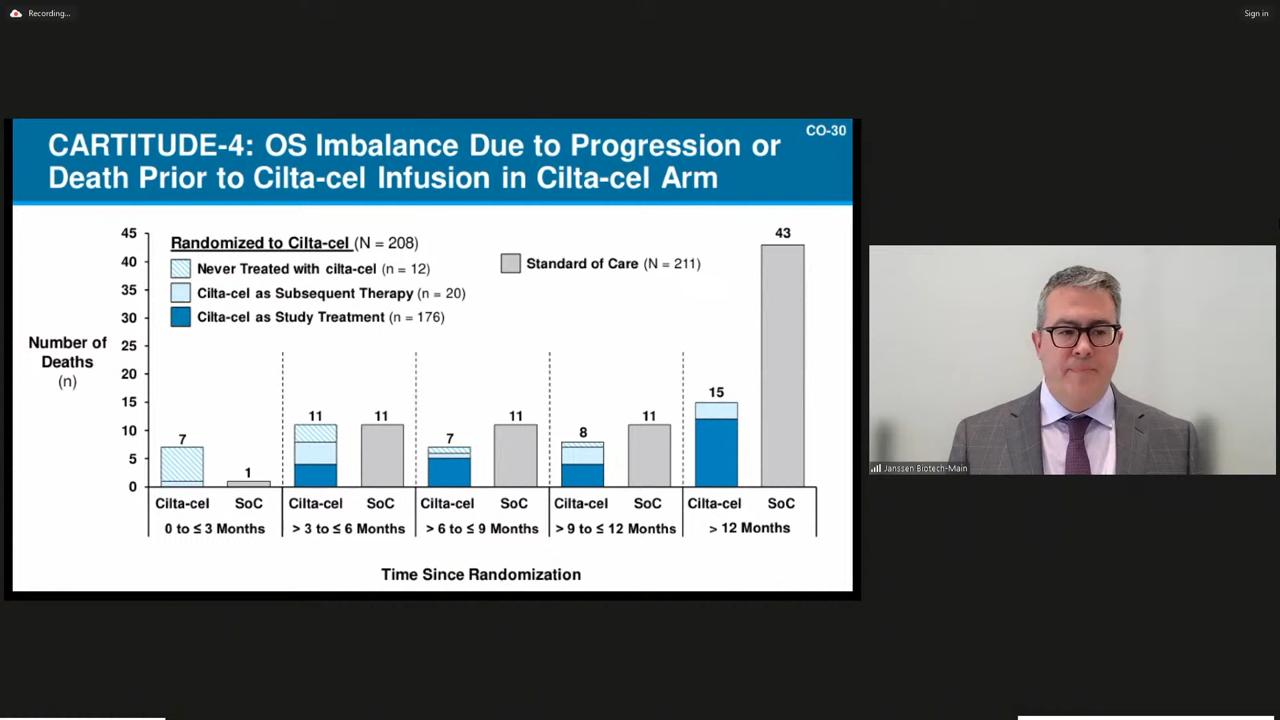 Recording...
Sign in
CO-30
CARTITUDE-4: OS Imbalance Due to Progression or
Death Prior to Cilta-cel Infusion in Cilta-cel Arm
Randomized to Cilta-cel (N = 208)
Never Treated with cilta-cel (n = 12)
Cilta-cel as Subsequent Therapy (n = 20)
Cilta-cel as Study Treatment (n = 176)
Standard of Care (N = 211)
Number of
Deaths
(n)
45
40
35
30
25
20
15
10
5
0
7
1
11
11
7
11
8
11
15
43
Cilta-cel SoC Cilta-cel SoC Cilta-cel SoC Cilta-cel SoC Cilta-cel SoC
0 to ≤ 3 Months > 3 to ≤ 6 Months > 6 to ≤ 9 Months > 9 to ≤ 12 Months > 12 Months
Time Since Randomization
Janssen Biotech-Main